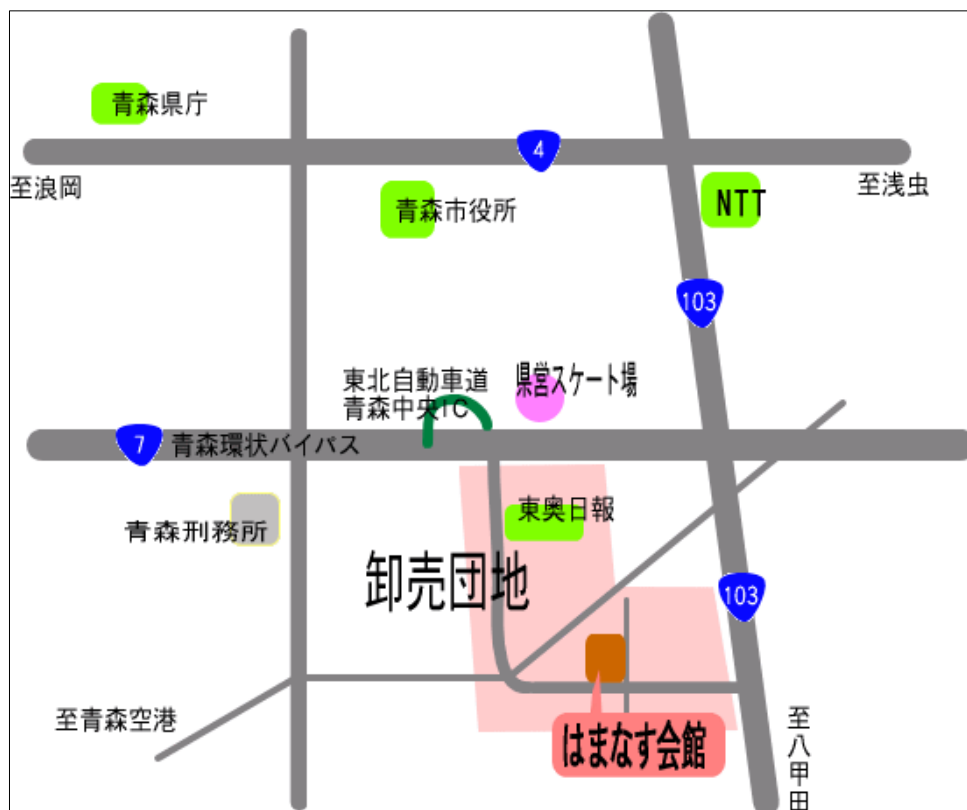 青森県庁
4
至浪岡
至浅虫
青森市役所
NTT
103
県営スケート場
東北自動車道
青森中央IC
7
青森環状バイパス
東奥日報
青森刑務所
卸売団地
103
至青森空港
はまなす会館
至八甲田